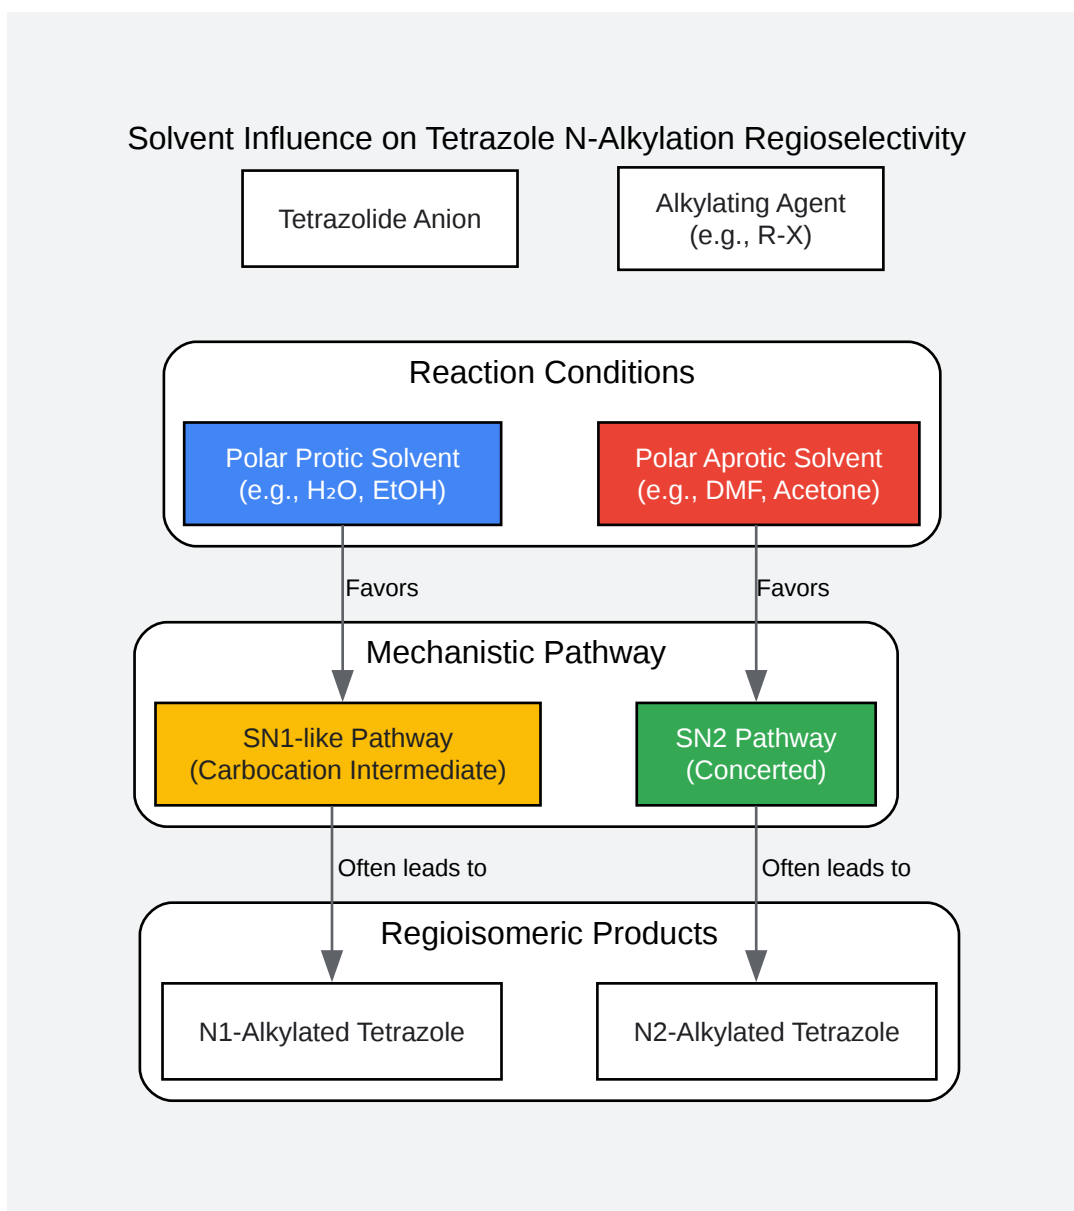 Solvent Influence on Tetrazole N-Alkylation Regioselectivity
Tetrazolide Anion
Alkylating Agent
(e.g., R-X)
Reaction Conditions
Polar Protic Solvent
(e.g., H₂O, EtOH)
Polar Aprotic Solvent
(e.g., DMF, Acetone)
Favors
Favors
Mechanistic Pathway
SN1-like Pathway
(Carbocation Intermediate)
SN2 Pathway
(Concerted)
Often leads to
Often leads to
Regioisomeric Products
N1-Alkylated Tetrazole
N2-Alkylated Tetrazole